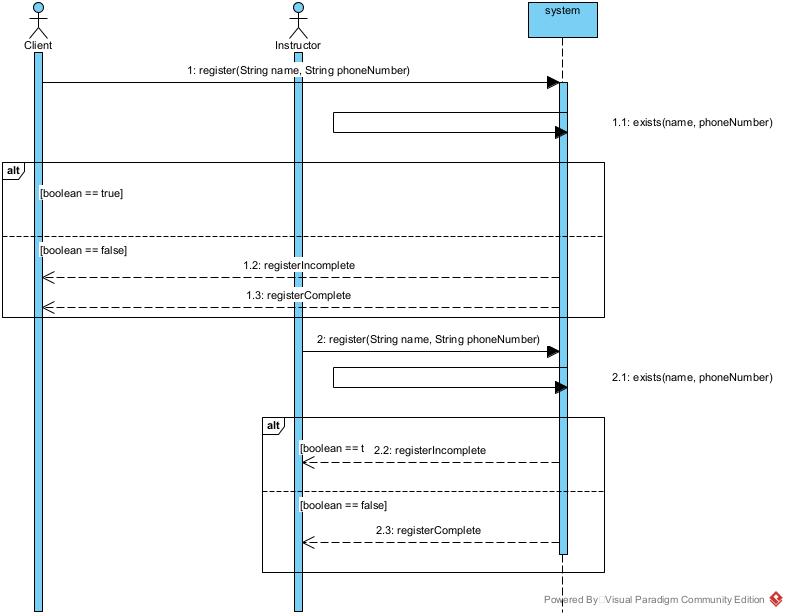 system
Client
Instructor
1: register(String name, String phoneNumber)
1.1: exists(name, phoneNumber)
alt
[boolean == true]
[boolean == false]
1.2: registerIncomplete
1.3: registerComplete
2: register(String name, String phoneNumber)
2.1: exists(name, phoneNumber)
alt
[boolean == t
2.2: registerIncomplete
[boolean == false]
2.3: registerComplete
Powered By Visual Paradigm Community Edition